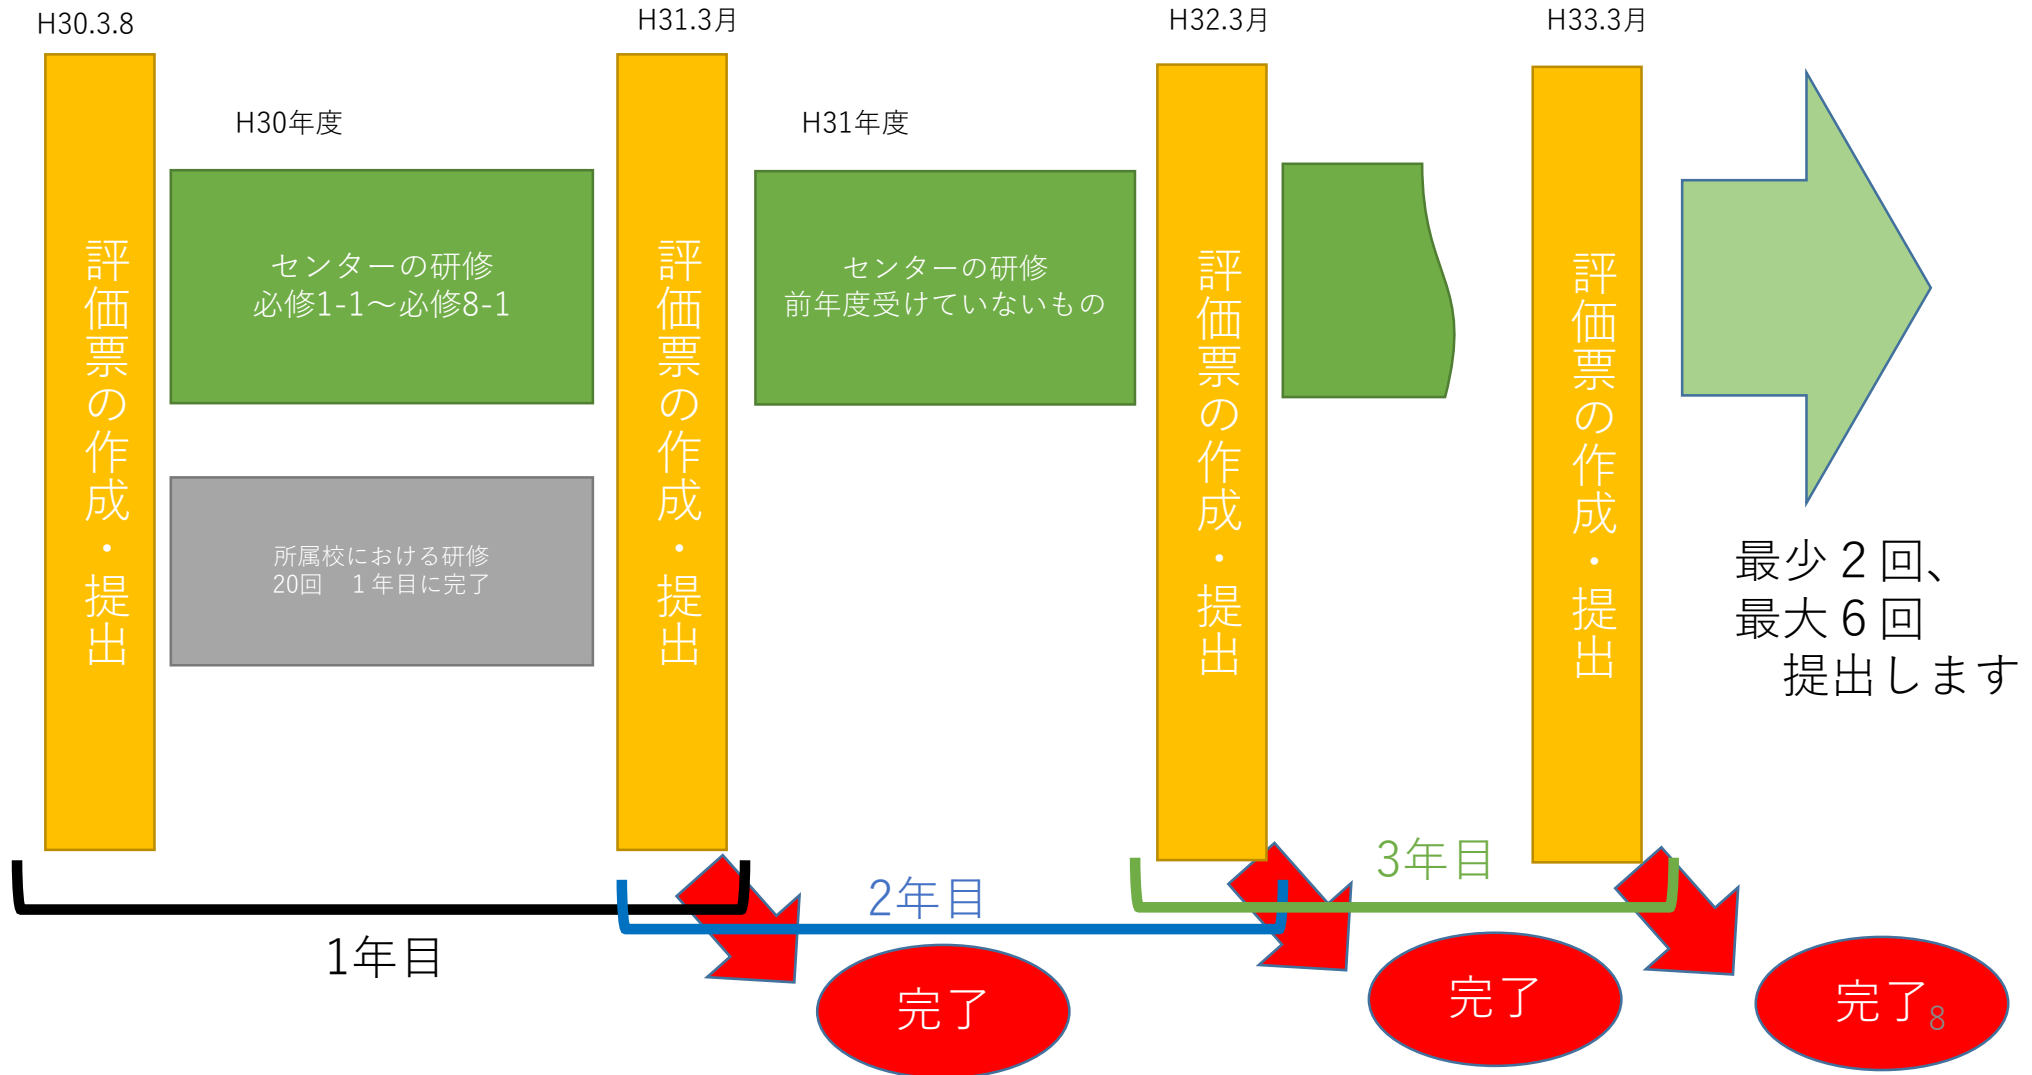 H30.3.8
H31.3月
H32.3月
H33.3月
H30年度
H31年度
評価票の作成・提出
センターの研修
必修1-1～必修8-1
所属校における研修
20回　１年目に完了
評価票の作成・提出
センターの研修
前年度受けていないもの
評価票の作成・提出
評価票の作成・提出
最少２回、
最大６回
提出します
1年目
2年目
3年目
完了
完了
完了
8